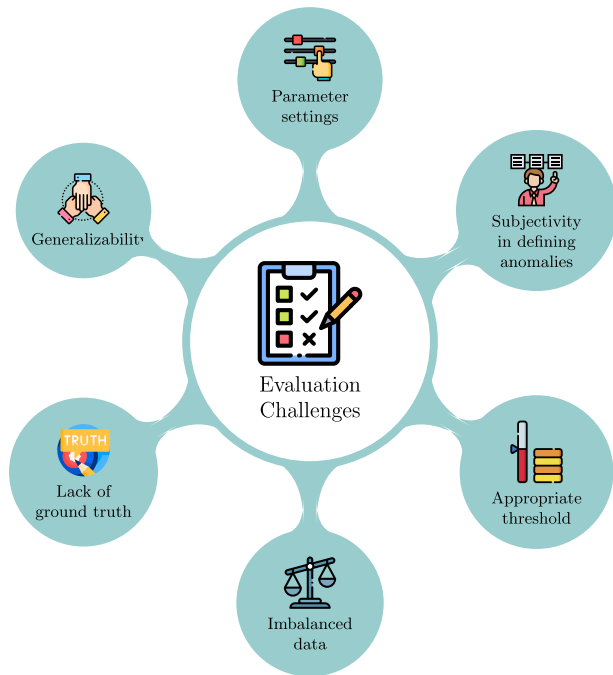 Parameter
settings
Subjectivity
in defining
anomalies
Generalizability
Evaluation
Challenges
TRUTH
Lack of
ground truth
Appropriate
threshold
Imbalanced
data